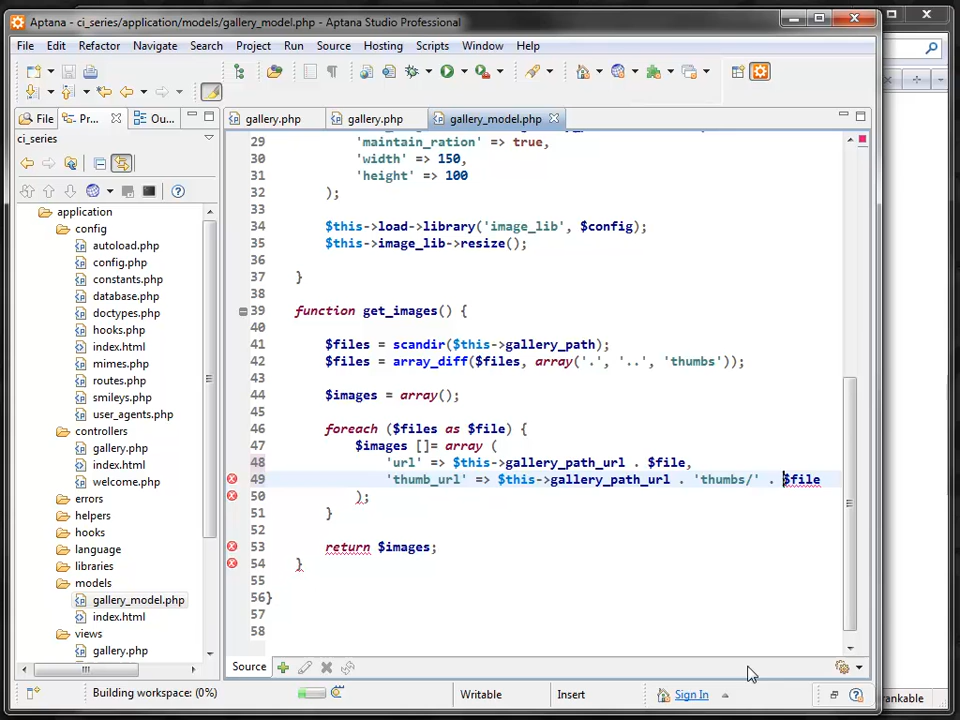 Aptana - ci_series/application/models/gallery_model.php - Aptana Studio Professional
File Edit Refactor Navigate Search Project Run Source Hosting Scripts Window Help
File Pr... Ou... gallery.php gallery.php gallery_model.php
ci_series
application
config
autoload.php
config.php
constants.php
database.php
doctypes.php
hooks.php
index.html
mimes.php
routes.php
smileys.php
user_agents.php
controllers
gallery.php
index.html
welcome.php
errors
helpers
hooks
language
libraries
models
gallery_model.php
index.html
views
gallery.php
29 'maintain_ration' => true,
30 'width' => 150,
31 'height' => 100
32 );
33
34 $this->load->library('image_lib', $config);
35 $this->image_lib->resize();
36
37 }
38
39 function get_images() {
40
41 $files = scandir($this->gallery_path);
42 $files = array_diff($files, array('.', '..', 'thumbs'));
43
44 $images = array();
45
46 foreach ($files as $file) {
47 $images []= array (
48 'url' => $this->gallery_path_url . $file,
49 'thumb_url' => $this->gallery_path_url . 'thumbs/' . $file
50 );
51 }
52
53 return $images;
54 }
55
56 }
57
58
Source
Building workspace: (0%) Writable Insert Sign In
rankable